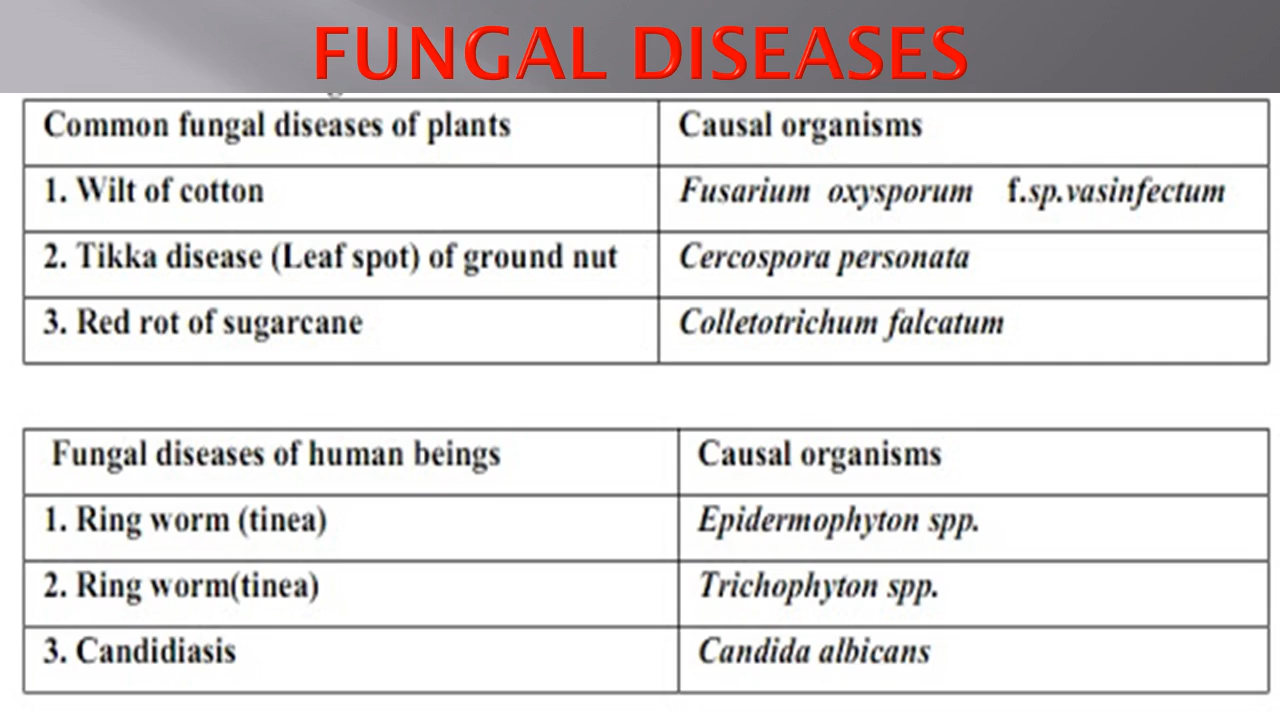 FUNGAL DISEASES
Common fungal diseases of plants Causal organisms
1. Wilt of cotton Fusarium oxysporum f.sp.vasinfectum
2. Tikka disease (Leaf spot) of ground nut Cercospora personata
3. Red rot of sugarcane Colletotrichum falcatum
Fungal diseases of human beings Causal organisms
1. Ring worm (tinea) Epidermophyton spp.
2. Ring worm(tinea) Trichophyton spp.
3. Candidiasis Candida albicans